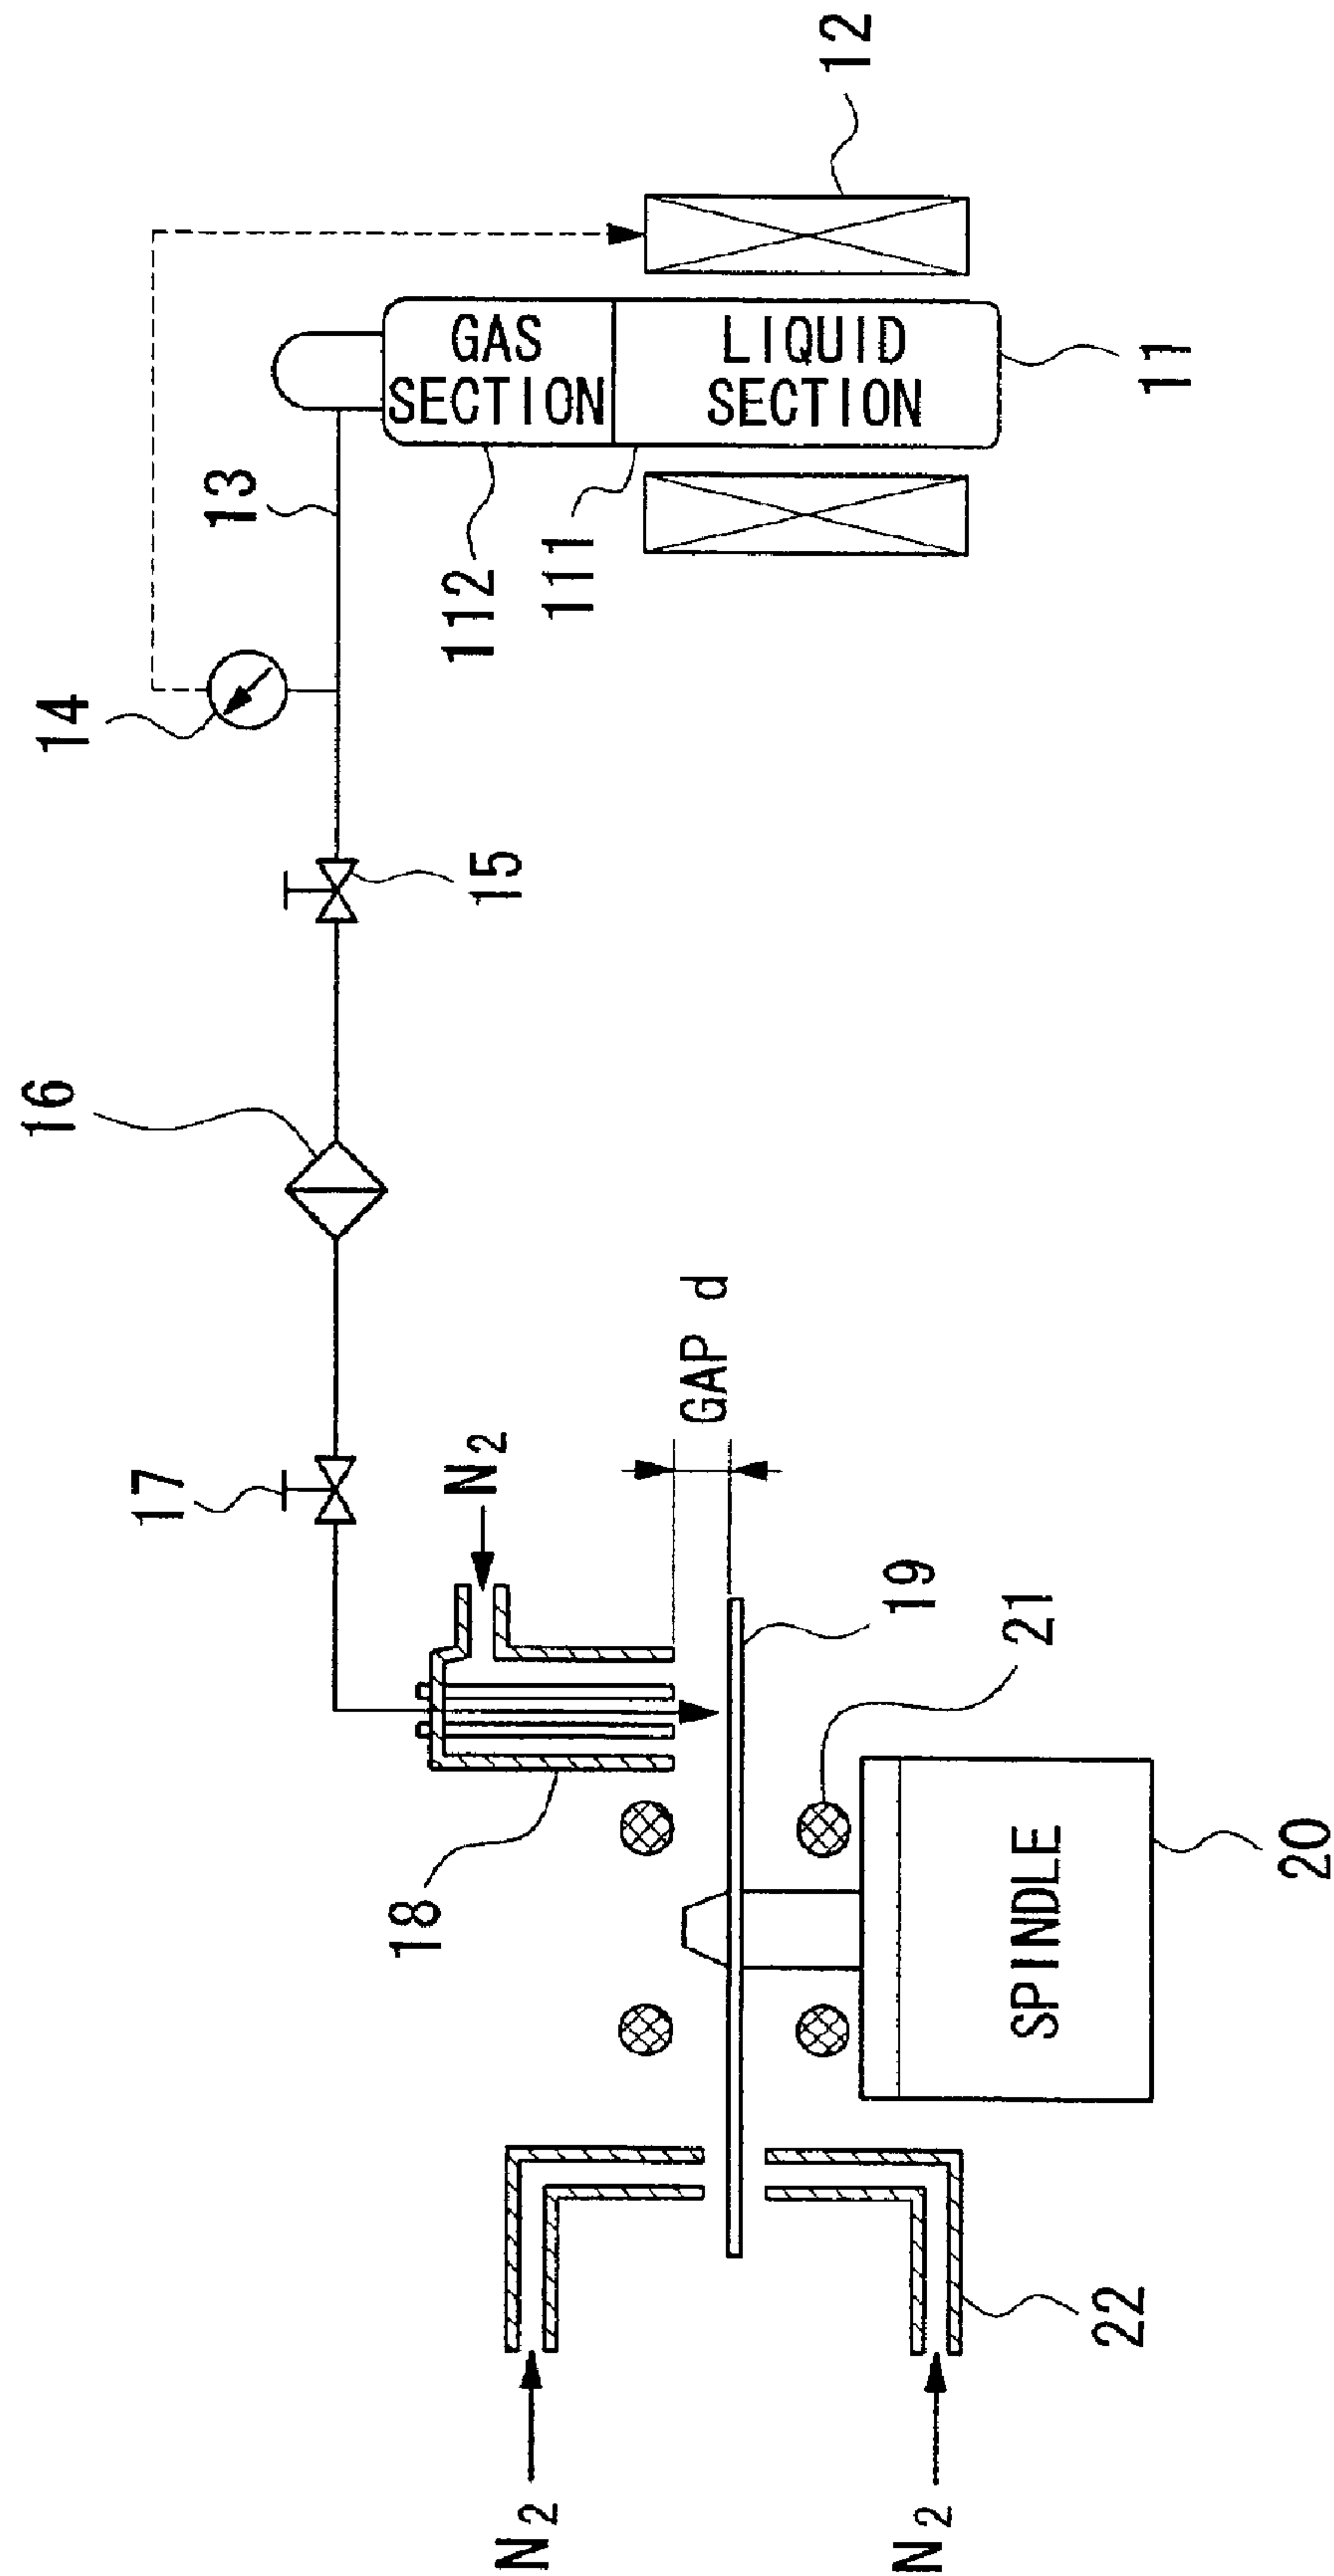 12
GAS
SECTION
LIQUID
SECTION
11
13
112
111
14
15
16
17
N2
GAP d
18
19
21
SPINDLE
20
22
N2
N2